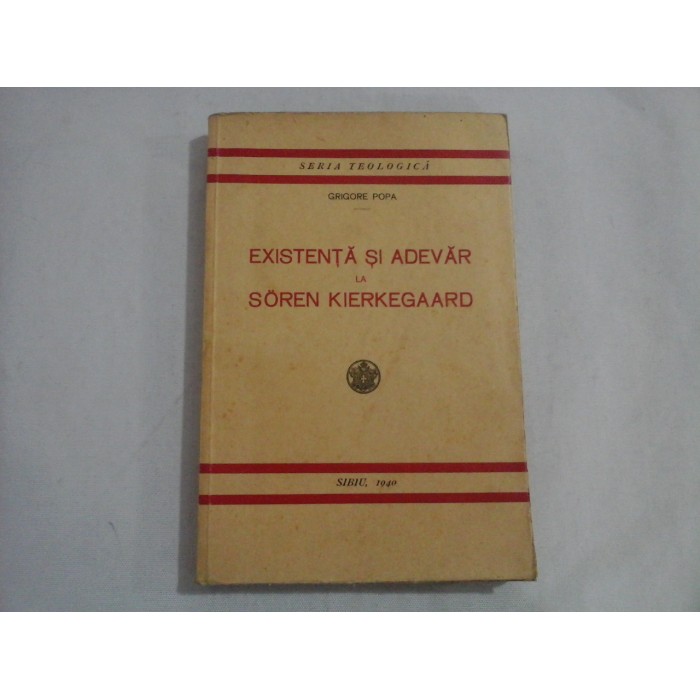 SERIA TEOLOGICĂ
GRIGORE POPA
EXISTENȚĂ ȘI ADEVĂR
LA
SÖREN KIERKEGAARD
SIBIU, 1940